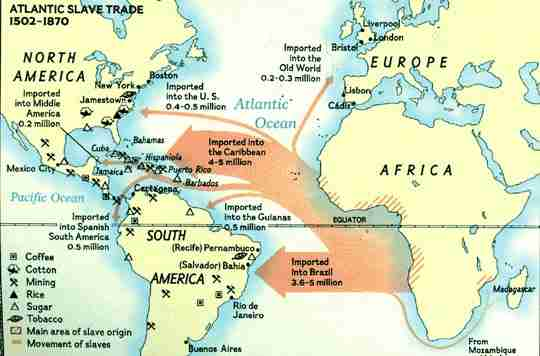 ATLANTIC SLAVE TRADE
1502-1870
NORTH
AMERICA
Imported
into Middle
America
0.2 million
New York
Boston
Jamestown
Imported
into the U.S.
0.4-0.5 million
Atlantic
Ocean
Imported
into the
Old World
0.2-0.3 million
Liverpool
London
Bristol
EUROPE
Lisbon
Cádiz
Bahamas
Cuba
Hispaniola
Jamaica
Puerto Rico
Barbados
Mexico City
Cartagena
Imported into
the Caribbean
4-5 million
AFRICA
Pacific Ocean
Imported
into Spanish
South America
0.5 million
Imported
into the Guianas
0.5 million
EQUATOR
SOUTH
AMERICA
(Recife) Pernambuco
(Salvador) Bahia
Imported
into Brazil
3.6-5 million
Rio de
Janeiro
Buenos Aires
Madagascar
From
Mozambique
Coffee
Cotton
Mining
Rice
Sugar
Tobacco
Main area of slave origin
Movement of slaves